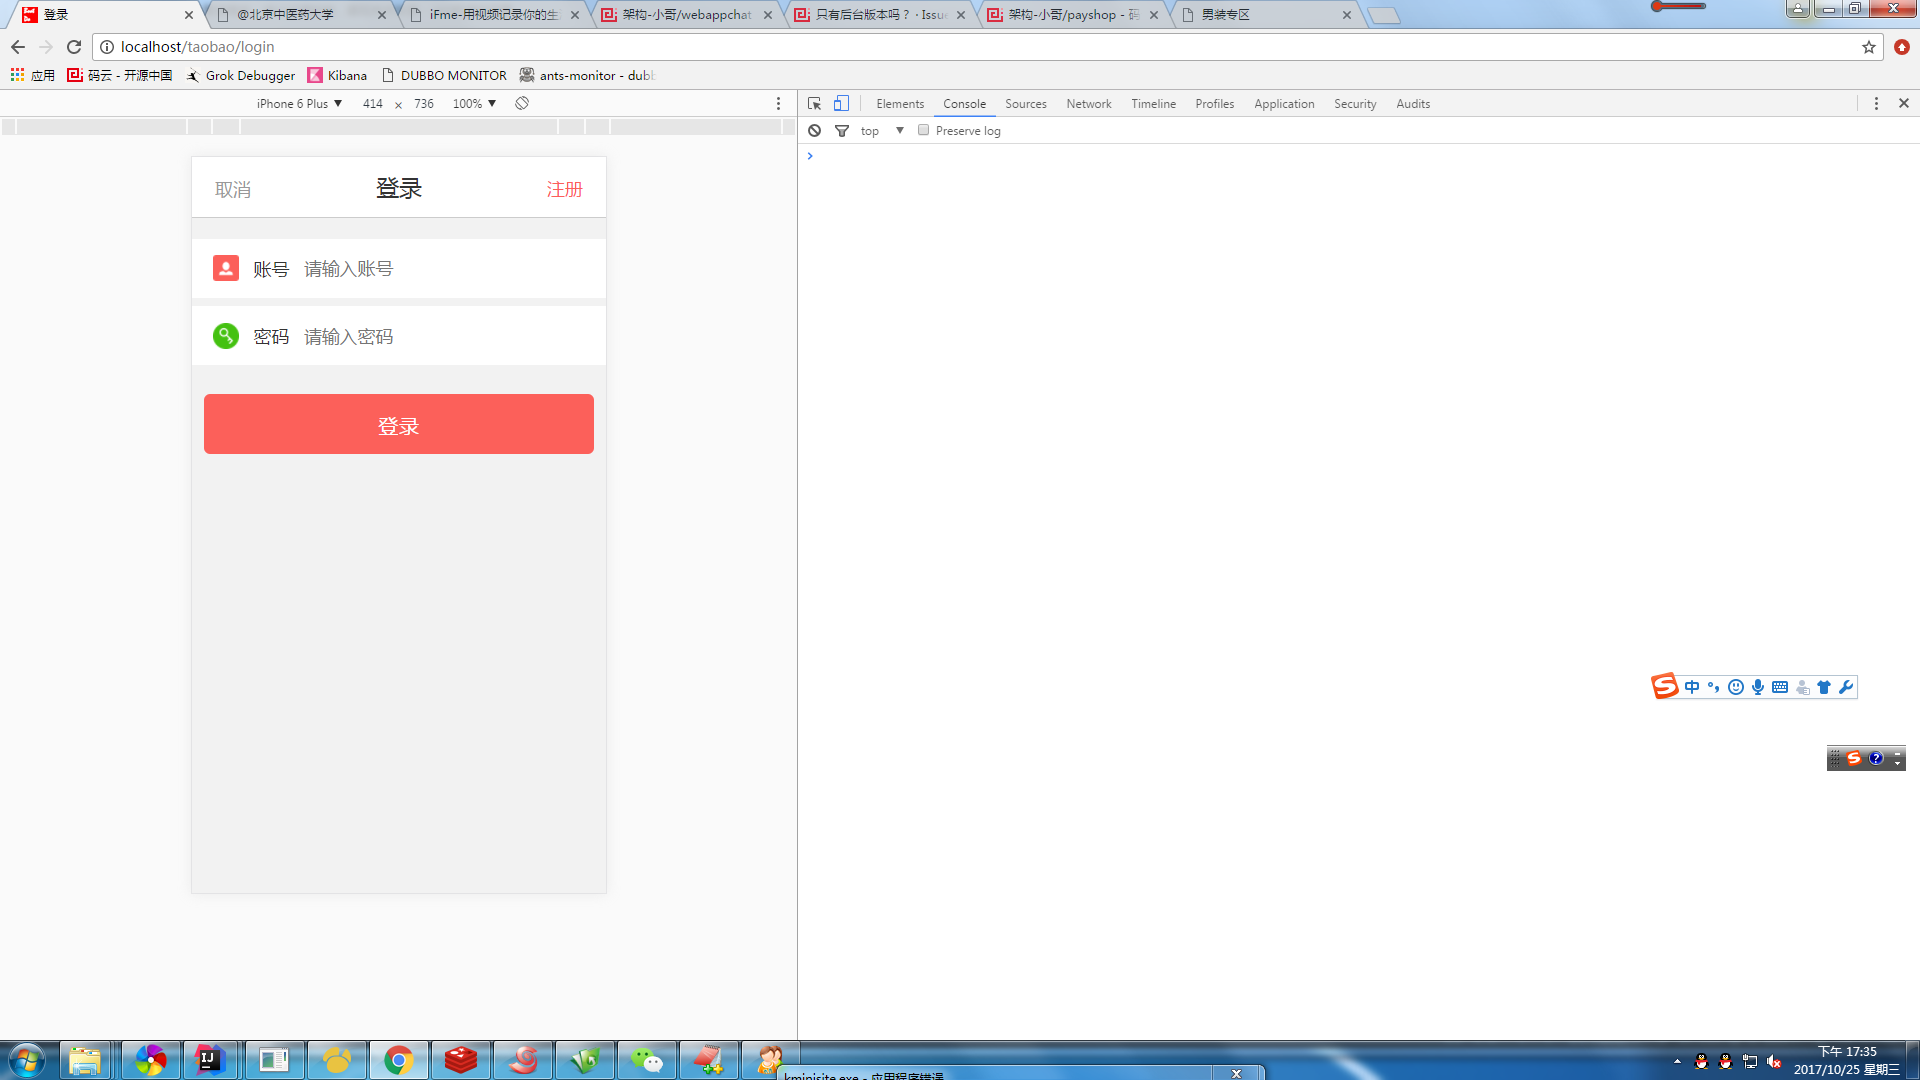 登录
@北京中医药大学
iFme-用视频记录你的生
架构-小哥/webappchat
只有后台版本吗？ · Issue
架构-小哥/payshop - 码
男装专区
localhost/taobao/login
应用
码云 - 开源中国
Grok Debugger
Kibana
DUBBO MONITOR
ants-monitor - dubb
iPhone 6 Plus ▼ 414 × 736 100% ▼
Elements Console Sources Network Timeline Profiles Application Security Audits
top ▼ Preserve log
取消 登录 注册
账号 请输入账号
密码 请输入密码
登录
中
下午 17:35
2017/10/25 星期三
kminisite.exe - 应用程序错误